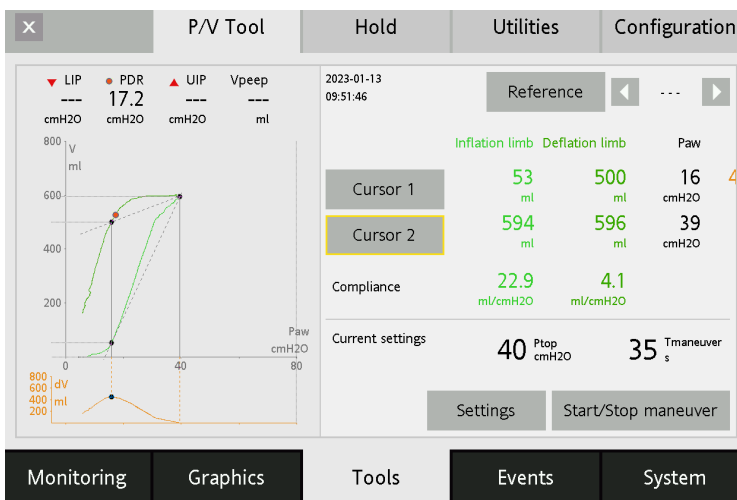 X
P/V Tool
Hold
Utilities
Configuration
LIP
PDR
UIP
Vpeep
---
17.2
---
---
cmH2O
cmH2O
cmH2O
ml
800
V
ml
600
400
200
Paw
cmH2O
0
40
80
800
600
400
200
dV
ml
2023-01-13
09:51:46
Reference
---
Inflation limb
Deflation limb
Paw
Cursor 1
53
ml
500
ml
16
cmH2O
4
Cursor 2
594
ml
596
ml
39
cmH2O
Compliance
22.9
ml/cmH2O
4.1
ml/cmH2O
Current settings
40
Ptop
cmH2O
35
Tmaneuver
s
Settings
Start/Stop maneuver
Monitoring
Graphics
Tools
Events
System